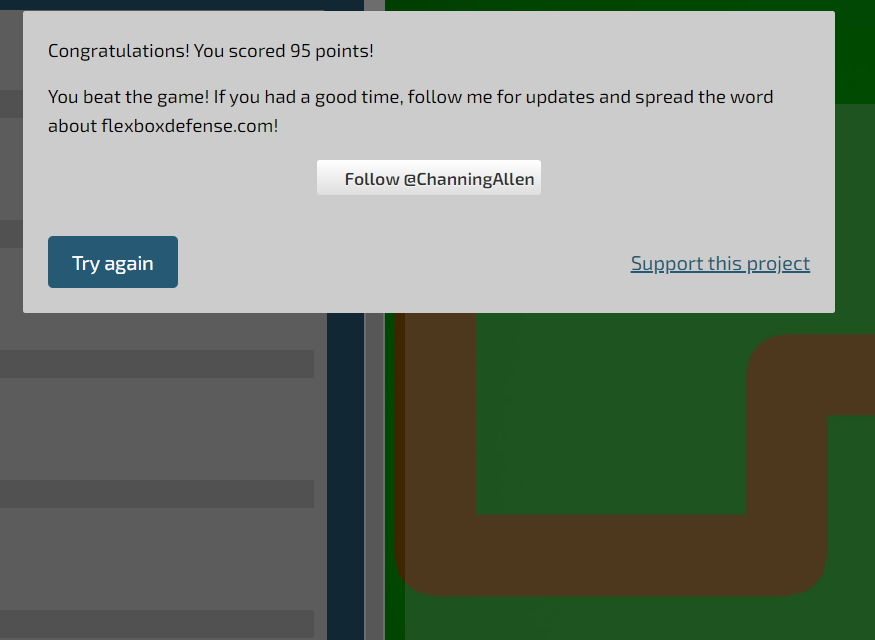 Congratulations! You scored 95 points!
You beat the game! If you had a good time, follow me for updates and spread the word
about flexboxdefense.com!
Follow @ChanningAllen
Try again
Support this project